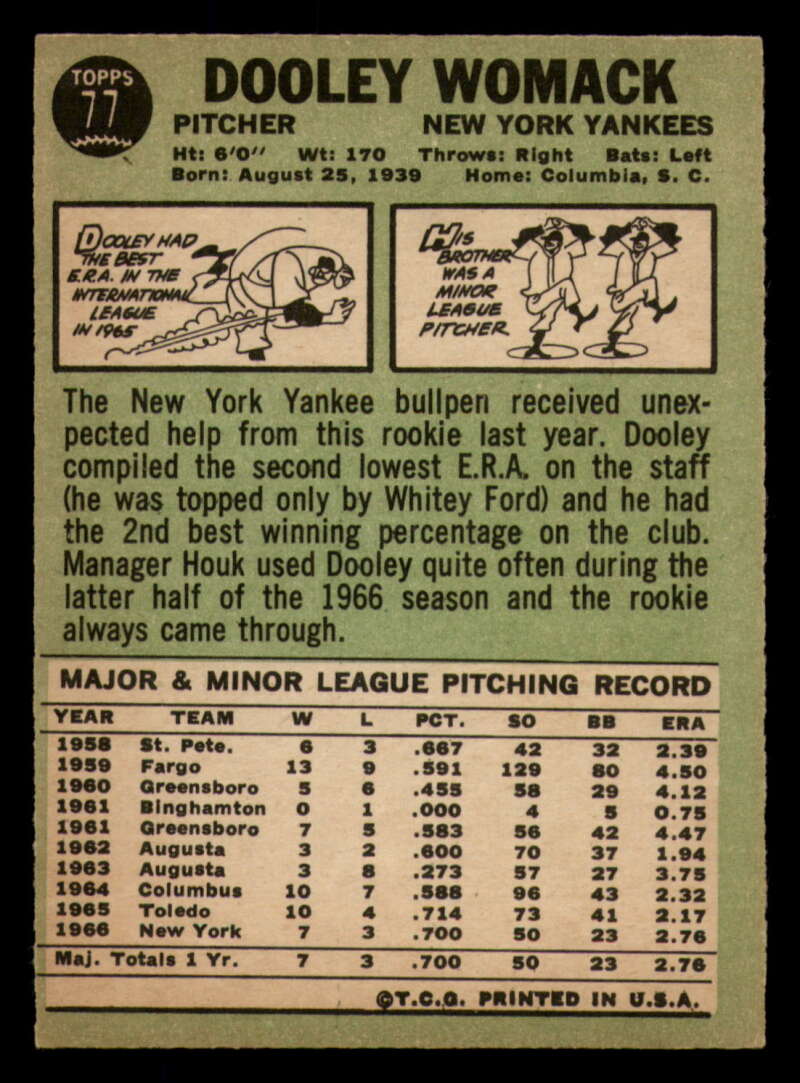 TOPPS
77
DOOLEY WOMACK
PITCHER NEW YORK YANKEES
Ht: 6'0" Wt: 170 Throws: Right Bats: Left
Born: August 25, 1939 Home: Columbia, S. C.
DOOLEY HAD
THE BEST
E.R.A. IN THE
INTERNATIONAL
LEAGUE
IN 1965
HIS
BROTHER
WAS A
MINOR
LEAGUE
PITCHER.
The New York Yankee bullpen received unex-
pected help from this rookie last year. Dooley
compiled the second lowest E.R.A. on the staff
(he was topped only by Whitey Ford) and he had
the 2nd best winning percentage on the club.
Manager Houk used Dooley quite often during the
latter half of the 1966 season and the rookie
always came through.
MAJOR & MINOR LEAGUE PITCHING RECORD
YEAR TEAM W L PCT. SO BB ERA
1958 St. Pete. 6 3 .667 42 32 2.39
1959 Fargo 13 9 .591 129 80 4.50
1960 Greensboro 5 6 .455 58 29 4.12
1961 Binghamton 0 1 .000 4 5 0.75
1961 Greensboro 7 5 .583 56 42 4.47
1962 Augusta 3 2 .600 70 37 1.94
1963 Augusta 3 8 .273 57 27 3.75
1964 Columbus 10 7 .588 96 43 2.32
1965 Toledo 10 4 .714 73 41 2.17
1966 New York 7 3 .700 50 23 2.76
Maj. Totals 1 Yr. 7 3 .700 50 23 2.76
©T.C.G. PRINTED IN U.S.A.